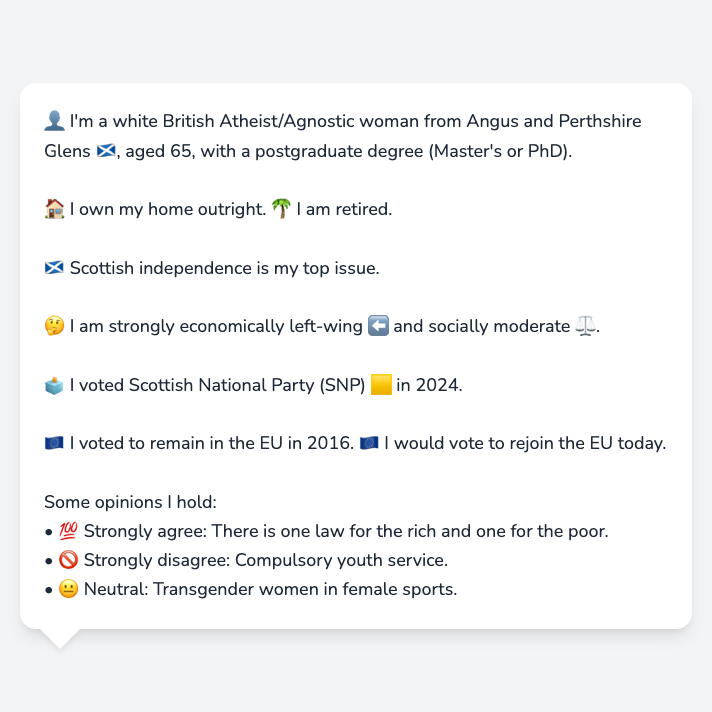 👤 I'm a white British Atheist/Agnostic woman from Angus and Perthshire
Glens 🏴󠁧󠁢󠁳󠁣󠁴󠁿, aged 65, with a postgraduate degree (Master's or PhD).
🏠 I own my home outright. 🌴 I am retired.
🏴󠁧󠁢󠁳󠁣󠁴󠁿 Scottish independence is my top issue.
🤔 I am strongly economically left-wing ⬅️ and socially moderate ⚖️.
🗳️ I voted Scottish National Party (SNP) 🟨 in 2024.
🇪🇺 I voted to remain in the EU in 2016. 🇪🇺 I would vote to rejoin the EU today.
Some opinions I hold:
• 💯 Strongly agree: There is one law for the rich and one for the poor.
• 🚫 Strongly disagree: Compulsory youth service.
• 😐 Neutral: Transgender women in female sports.